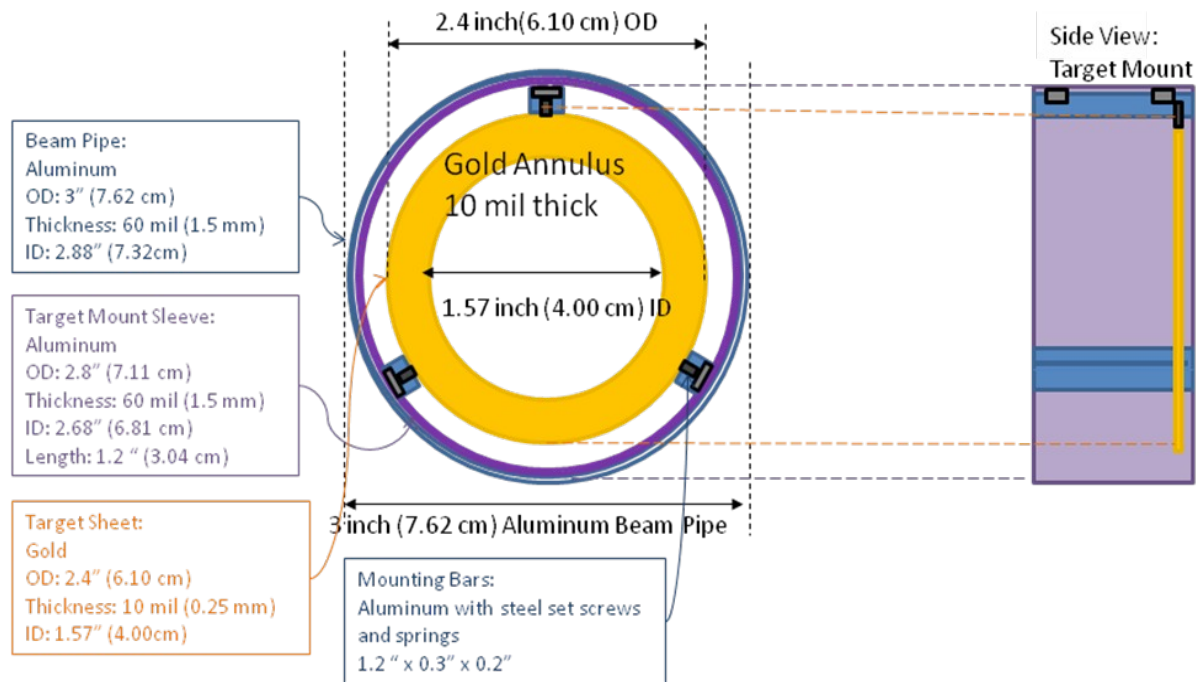 2.4 inch(6.10 cm) OD
Side View:
Target Mount
Beam Pipe:
Aluminum
OD: 3” (7.62 cm)
Thickness: 60 mil (1.5 mm)
ID: 2.88” (7.32cm)
Gold Annulus
10 mil thick
1.57 inch (4.00 cm) ID
Target Mount Sleeve:
Aluminum
OD: 2.8” (7.11 cm)
Thickness: 60 mil (1.5 mm)
ID: 2.68” (6.81 cm)
Length: 1.2 “ (3.04 cm)
Target Sheet:
Gold
OD: 2.4” (6.10 cm)
Thickness: 10 mil (0.25 mm)
ID: 1.57” (4.00cm)
3 inch (7.62 cm) Aluminum Beam Pipe
Mounting Bars:
Aluminum with steel set screws
and springs
1.2 “ x 0.3” x 0.2”